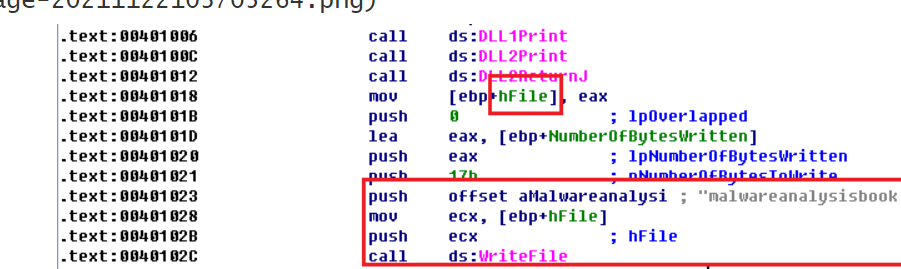 age-20211122105705264.png)
.text:00401006 call ds:DLL1Print
.text:0040100C call ds:DLL2Print
.text:00401012 call ds:DLL2ReturnJ
.text:00401018 mov [ebp+hFile], eax
.text:0040101B push 0 ; lpOverlapped
.text:0040101D lea eax, [ebp+NumberOfBytesWritten]
.text:00401020 push eax ; lpNumberOfBytesWritten
.text:00401021 push 17h ; nNumberOfBytesToWrite
.text:00401023 push offset aMalwareanalysi ; "malwareanalysisbook
.text:00401028 mov ecx, [ebp+hFile]
.text:0040102B push ecx ; hFile
.text:0040102C call ds:WriteFile